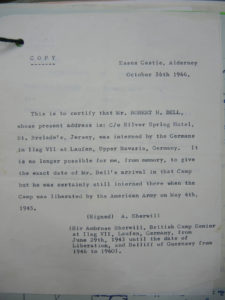 COPY
Essex Castle, Alderney
October 26th 1966.
This is to certify that Mr. ROBERT H. BELL,
whose present address is: C/o Silver Spring Hotel,
St. Brelade's, Jersey, was interned by the Germans
in Ilag VII at Laufen, Upper Bavaria, Germany. It
is no longer possible for me, from memory, to give
the exact date of Mr. Bell's arrival in that Camp
but he was certainly still interned there when the
Camp was liberated by the American Army on May 4th,
1945.
(Signed) A. Sherwill
(Sir Ambrose Sherwill, British Camp Senior
at Ilag VII, Laufen, Germany, from
June 29th, 1943 until the date of
Liberation, and Bailiff of Guernsey from
1946 to 1960).